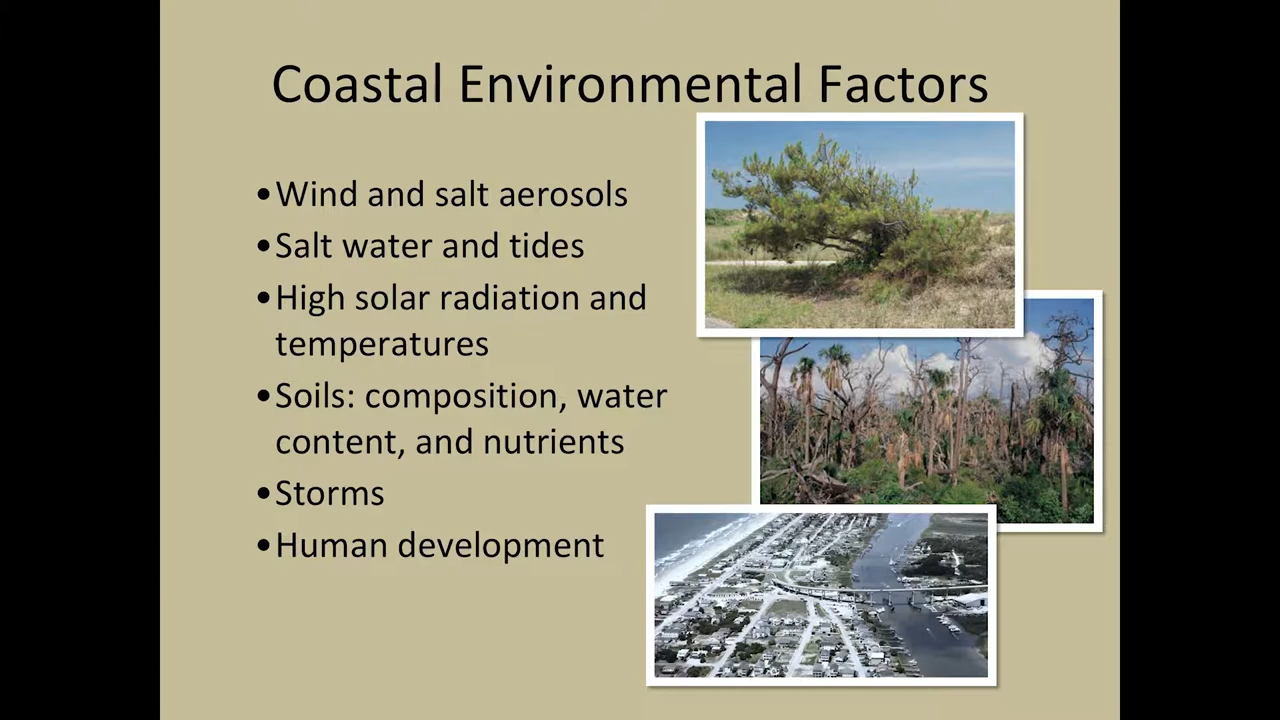 Coastal Environmental Factors
•Wind and salt aerosols
•Salt water and tides
•High solar radiation and
temperatures
•Soils: composition, water
content, and nutrients
•Storms
•Human development